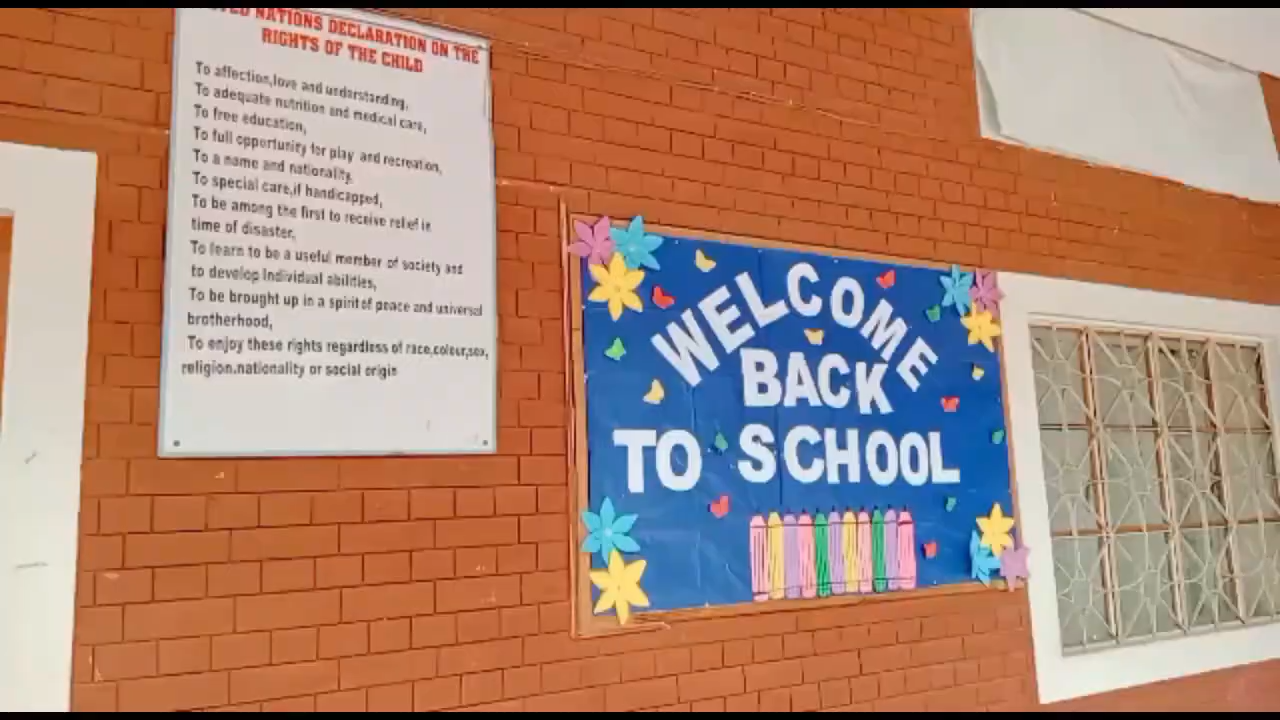 NATIONS DECLARATION ON THE
RIGHTS OF THE CHILD
To affection,love and understanding,
To adequate nutrition and medical care,
To free education,
To full opportunity for play and recreation,
To a name and nationality,
To special care,if handicapped,
To be among the first to receive relief in
time of disaster,
To learn to be a useful member of society and
to develop Individual abilities,
To be brought up in a spirit of peace and universal
brotherhood,
To enjoy these rights regardless of race,colour,sex,
religion,nationality or social origin
WELCOME
BACK
TO SCHOOL